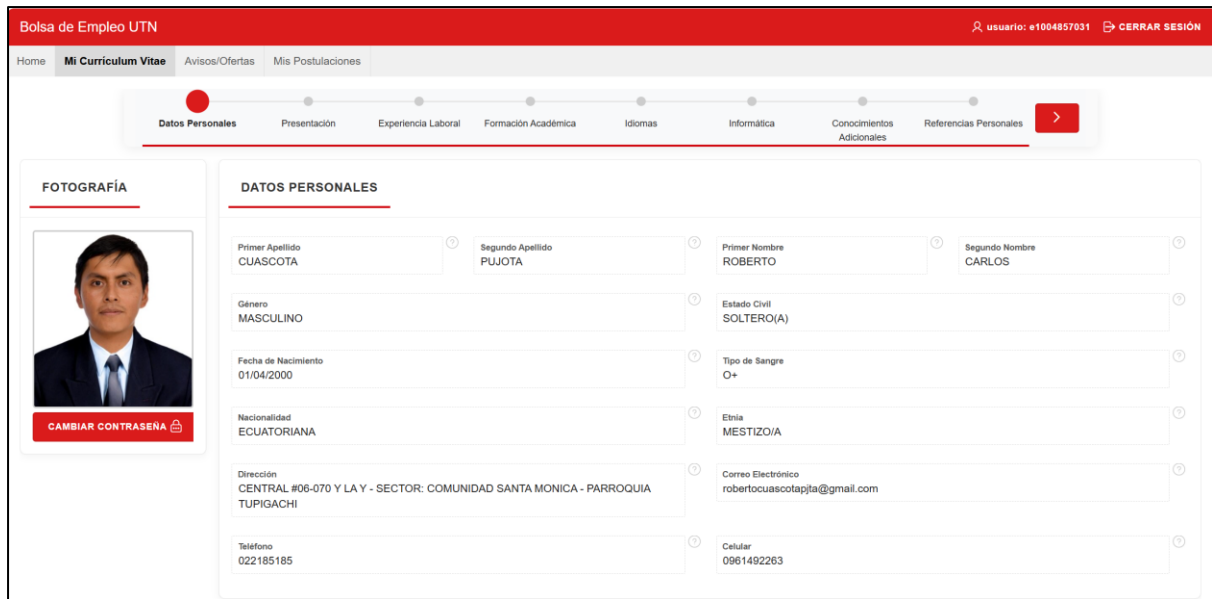 Bolsa de Empleo UTN
usuario: e1004857031 CERRAR SESIÓN
Home Mi Curriculum Vitae Avisos/Ofertas Mis Postulaciones
Datos Personales Presentación Experiencia Laboral Formación Académica Idiomas Informática Conocimientos Adicionales Referencias Personales
FOTOGRAFÍA
CAMBIAR CONTRASEÑA
DATOS PERSONALES
Primer Apellido Segundo Apellido Primer Nombre Segundo Nombre
CUASCOTA PUJOTA ROBERTO CARLOS
Género Estado Civil
MASCULINO SOLTERO(A)
Fecha de Nacimiento Tipo de Sangre
01/04/2000 O+
Nacionalidad Etnia
ECUATORIANA MESTIZO/A
Dirección Correo Electrónico
CENTRAL #06-070 Y LA Y - SECTOR: COMUNIDAD SANTA MONICA - PARROQUIA robertocuascotapjta@gmail.com
TUPIGACHI
Teléfono Celular
022185185 0961492263